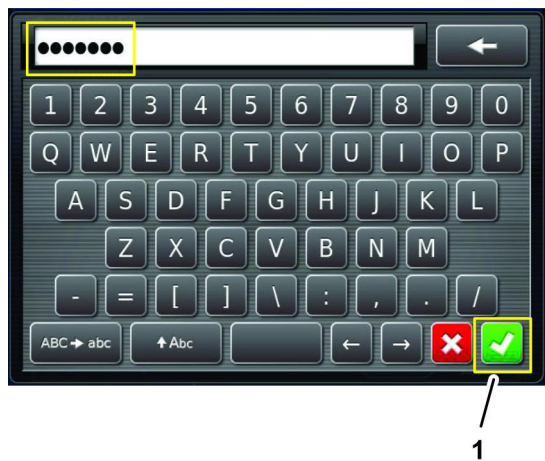 ●●●●●●●
←
1 2 3 4 5 6 7 8 9 0
Q W E R T Y U I O P
A S D F G H J K L
Z X C V B N M
- = [ ] \ : , . /
ABC→abc ↑Abc ← →
1